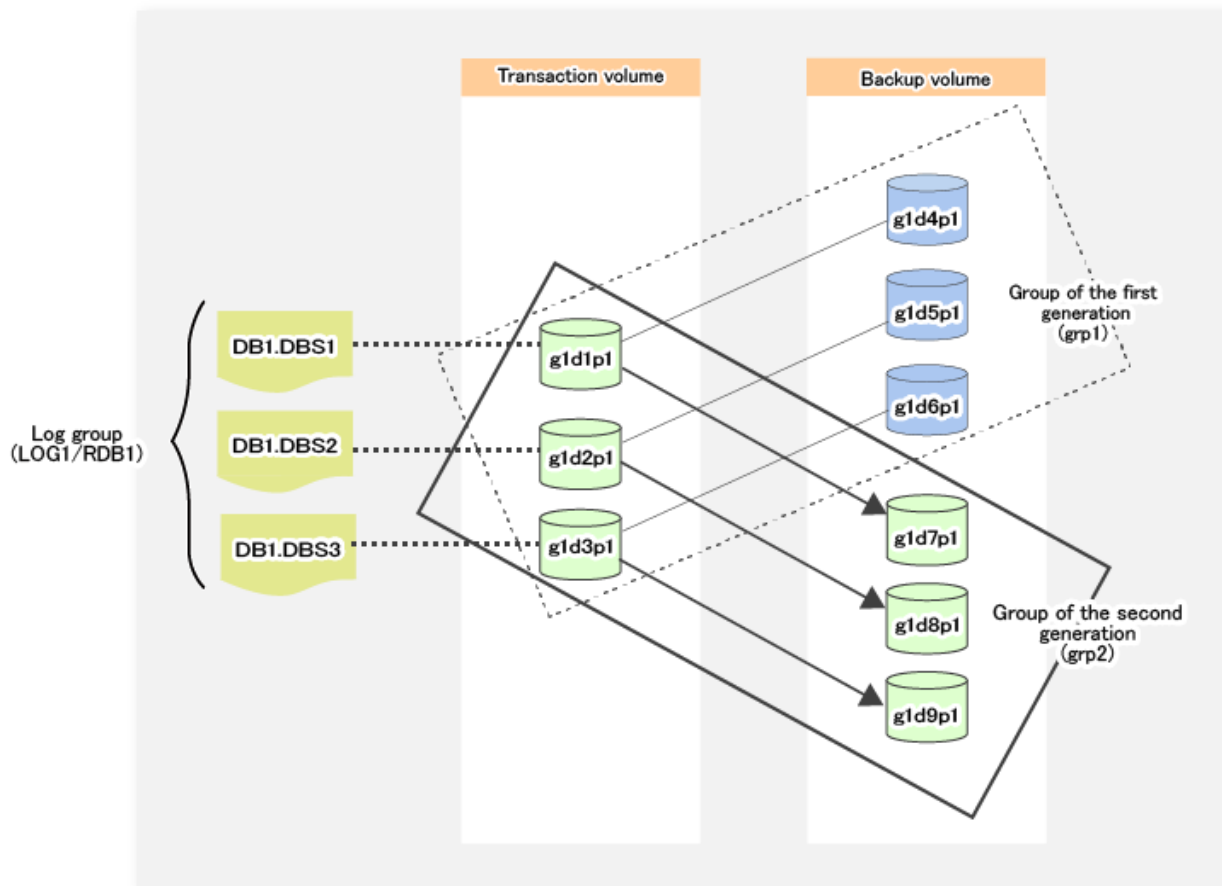 Transaction volume
Backup volume
g1d4p1
g1d5p1
Group of the first
generation
(grp1)
g1d6p1
Log group
(LOG1/RDB1)
DB1.DBS1
g1d1p1
DB1.DBS2
g1d2p1
DB1.DBS3
g1d3p1
g1d7p1
g1d8p1
Group of the second
generation
(grp2)
g1d9p1